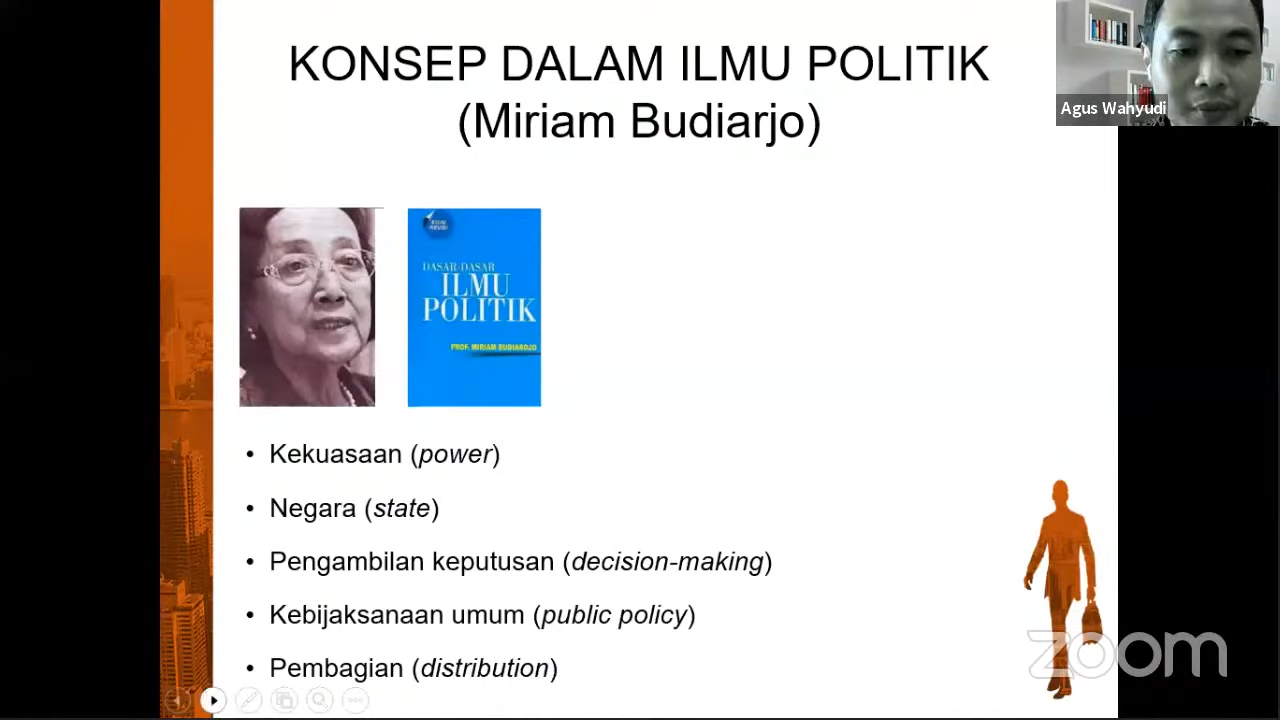 KONSEP DALAM ILMU POLITIK
(Miriam Budiarjo)
Agus Wahyudi
DASAR-DASAR
ILMU
POLITIK
PROF. MIRIAM BUDIARDJO
• Kekuasaan (power)
• Negara (state)
• Pengambilan keputusan (decision-making)
• Kebijaksanaan umum (public policy)
• Pembagian (distribution)
zoom